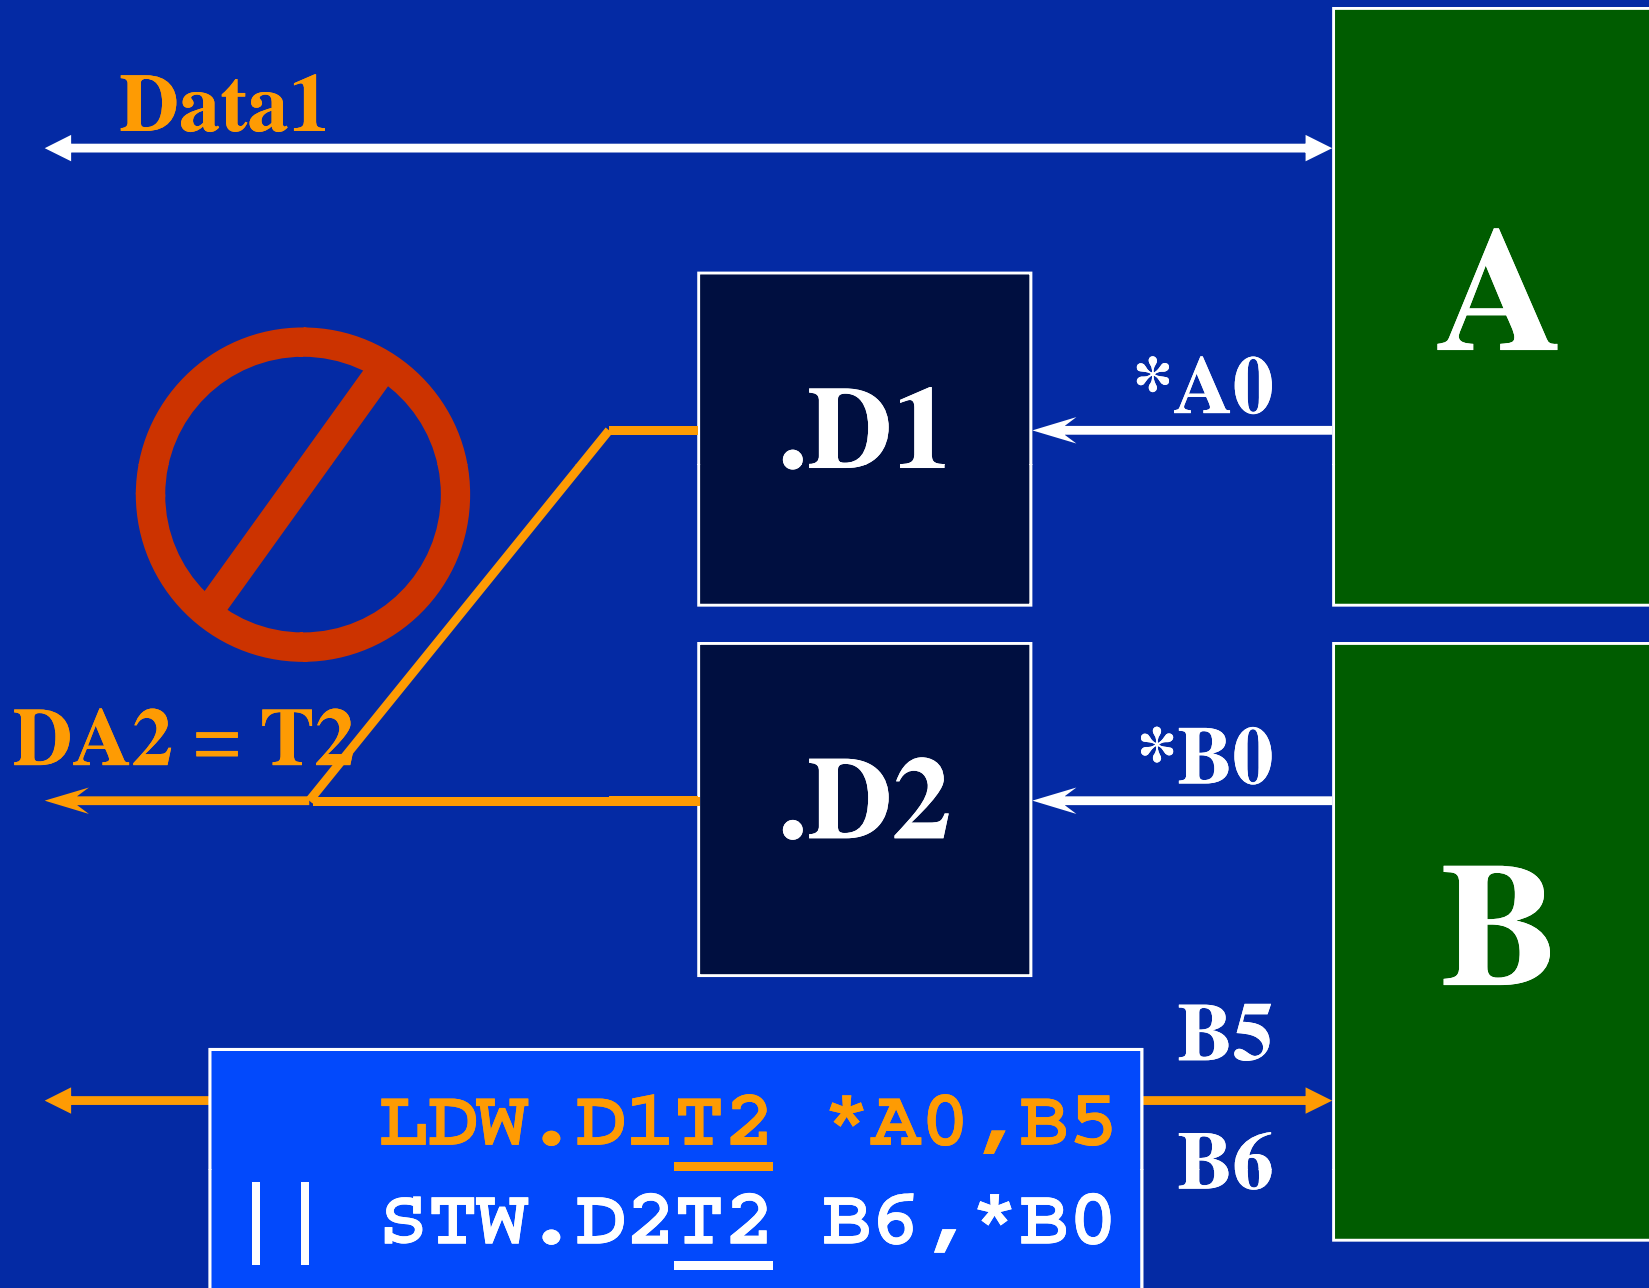 Data1
A
*A0
.D1
DA2 = T2
*B0
.D2
B
B5
LDW.D1T2 *A0,B5
B6
|| STW.D2T2 B6,*B0